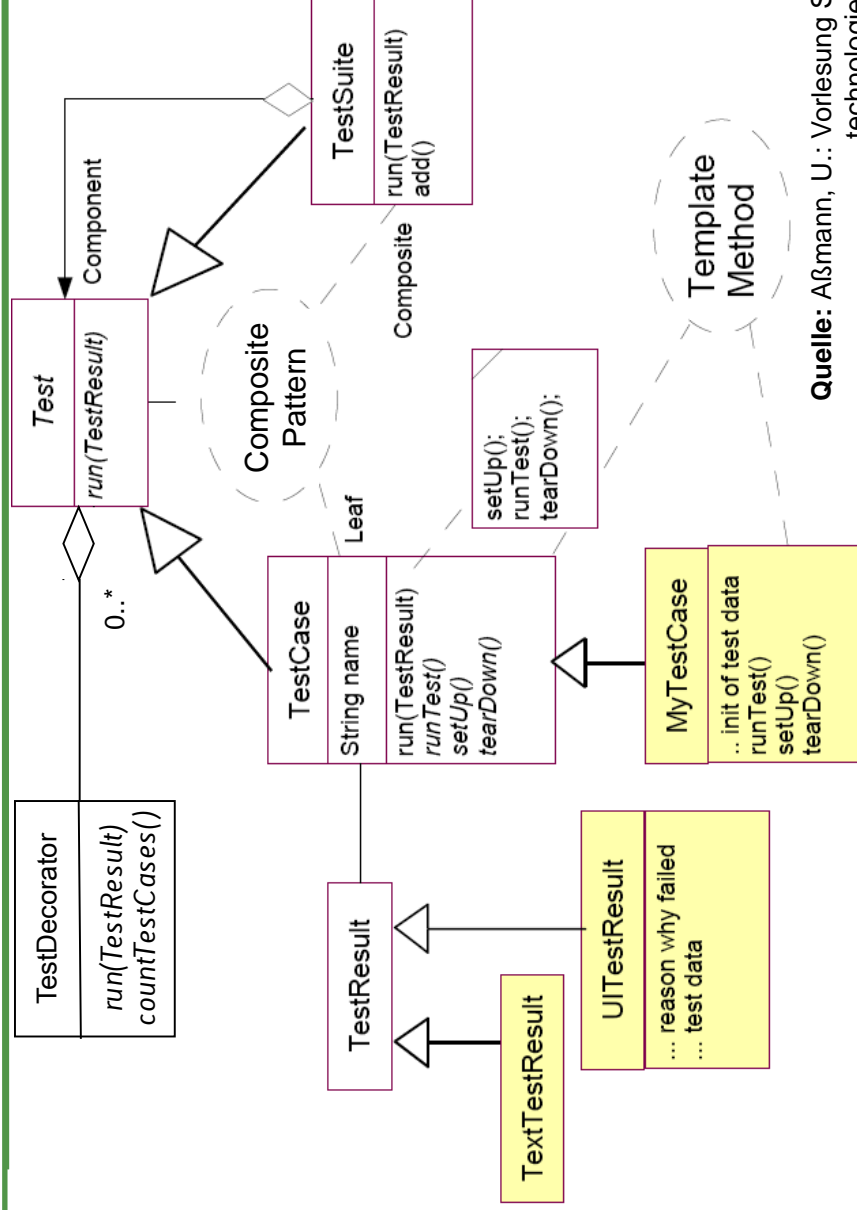 TestDecorator
run(TestResult)
countTestCases()
0..*
Test
run(TestResult)
Component
TestSuite
run(TestResult)
add()
Composite
Pattern
Composite
Leaf
TestCase
String name
run(TestResult)
runTest()
setUp()
tearDown()
setUp();
runTest();
tearDown();
Template
Method
TestResult
TextTestResult
UITestResult
... reason why failed
... test data
MyTestCase
.. init of test data
runTest()
setUp()
tearDown()
Quelle: Aßmann, U.: Vorlesung S
technologie